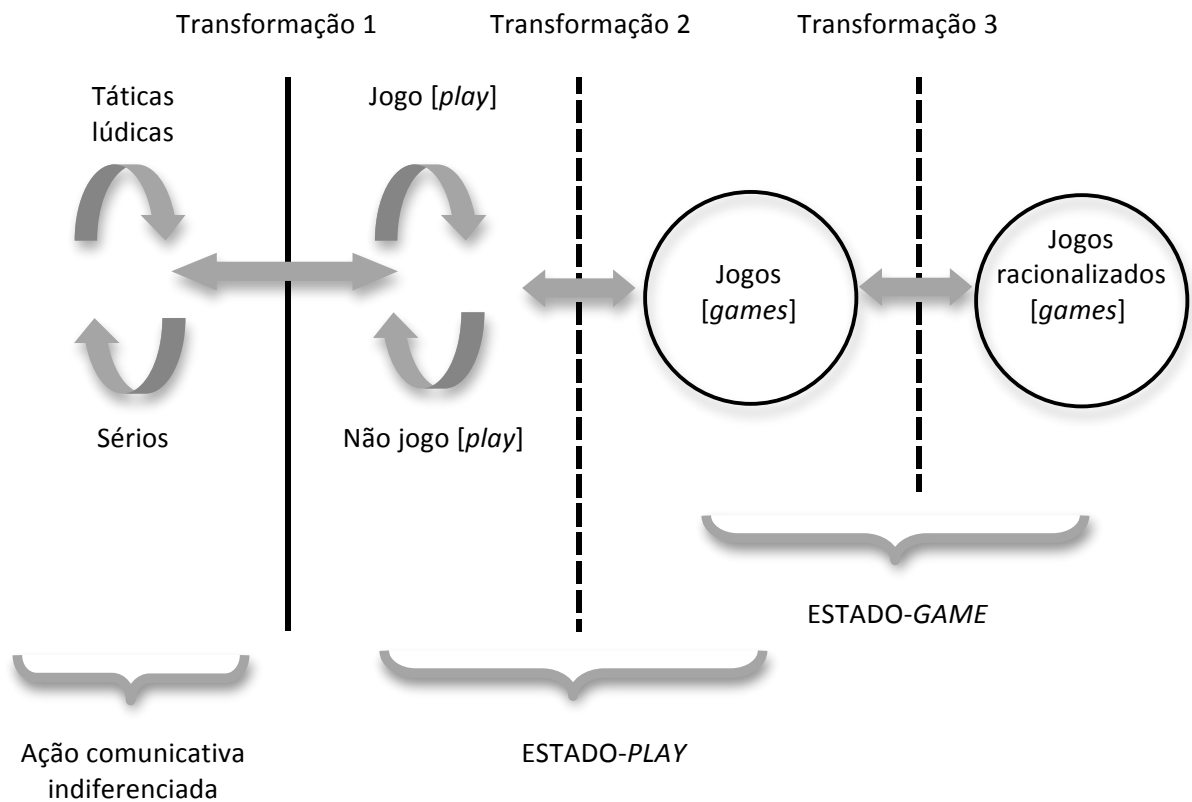 Transformação 1
Transformação 2
Transformação 3
Táticas
lúdicas
Jogo [play]
Jogos
[games]
Jogos
racionalizados
[games]
Sérios
Não jogo [play]
ESTADO-GAME
Ação comunicativa
indiferenciada
ESTADO-PLAY